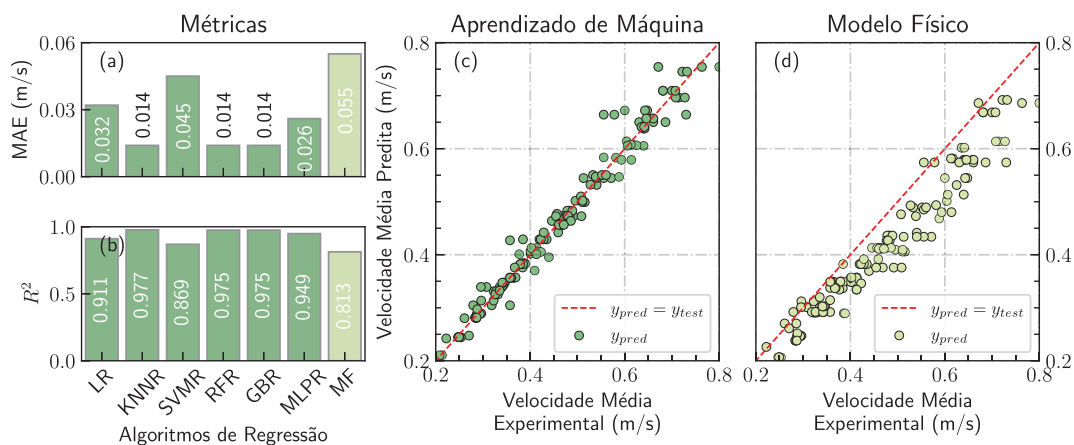 Métricas
(a)
MAE (m/s)
0.06
0.03
0.00
0.032
0.014
0.045
0.014
0.014
0.026
0.055
(b)
R²
1.0
0.5
0.0
0.911
0.977
0.869
0.975
0.975
0.949
0.813
LR
KNNR
SVMR
RFR
GBR
MLPR
MF
Algoritmos de Regressão
Aprendizado de Máquina
(c)
Velocidade Média Predita (m/s)
0.8
0.6
0.4
0.2
y_pred = y_test
y_pred
0.2 0.4 0.6 0.8
Velocidade Média
Experimental (m/s)
Modelo Físico
(d)
0.8
0.6
0.4
0.2
y_pred = y_test
y_pred
0.2 0.4 0.6 0.8
Velocidade Média
Experimental (m/s)